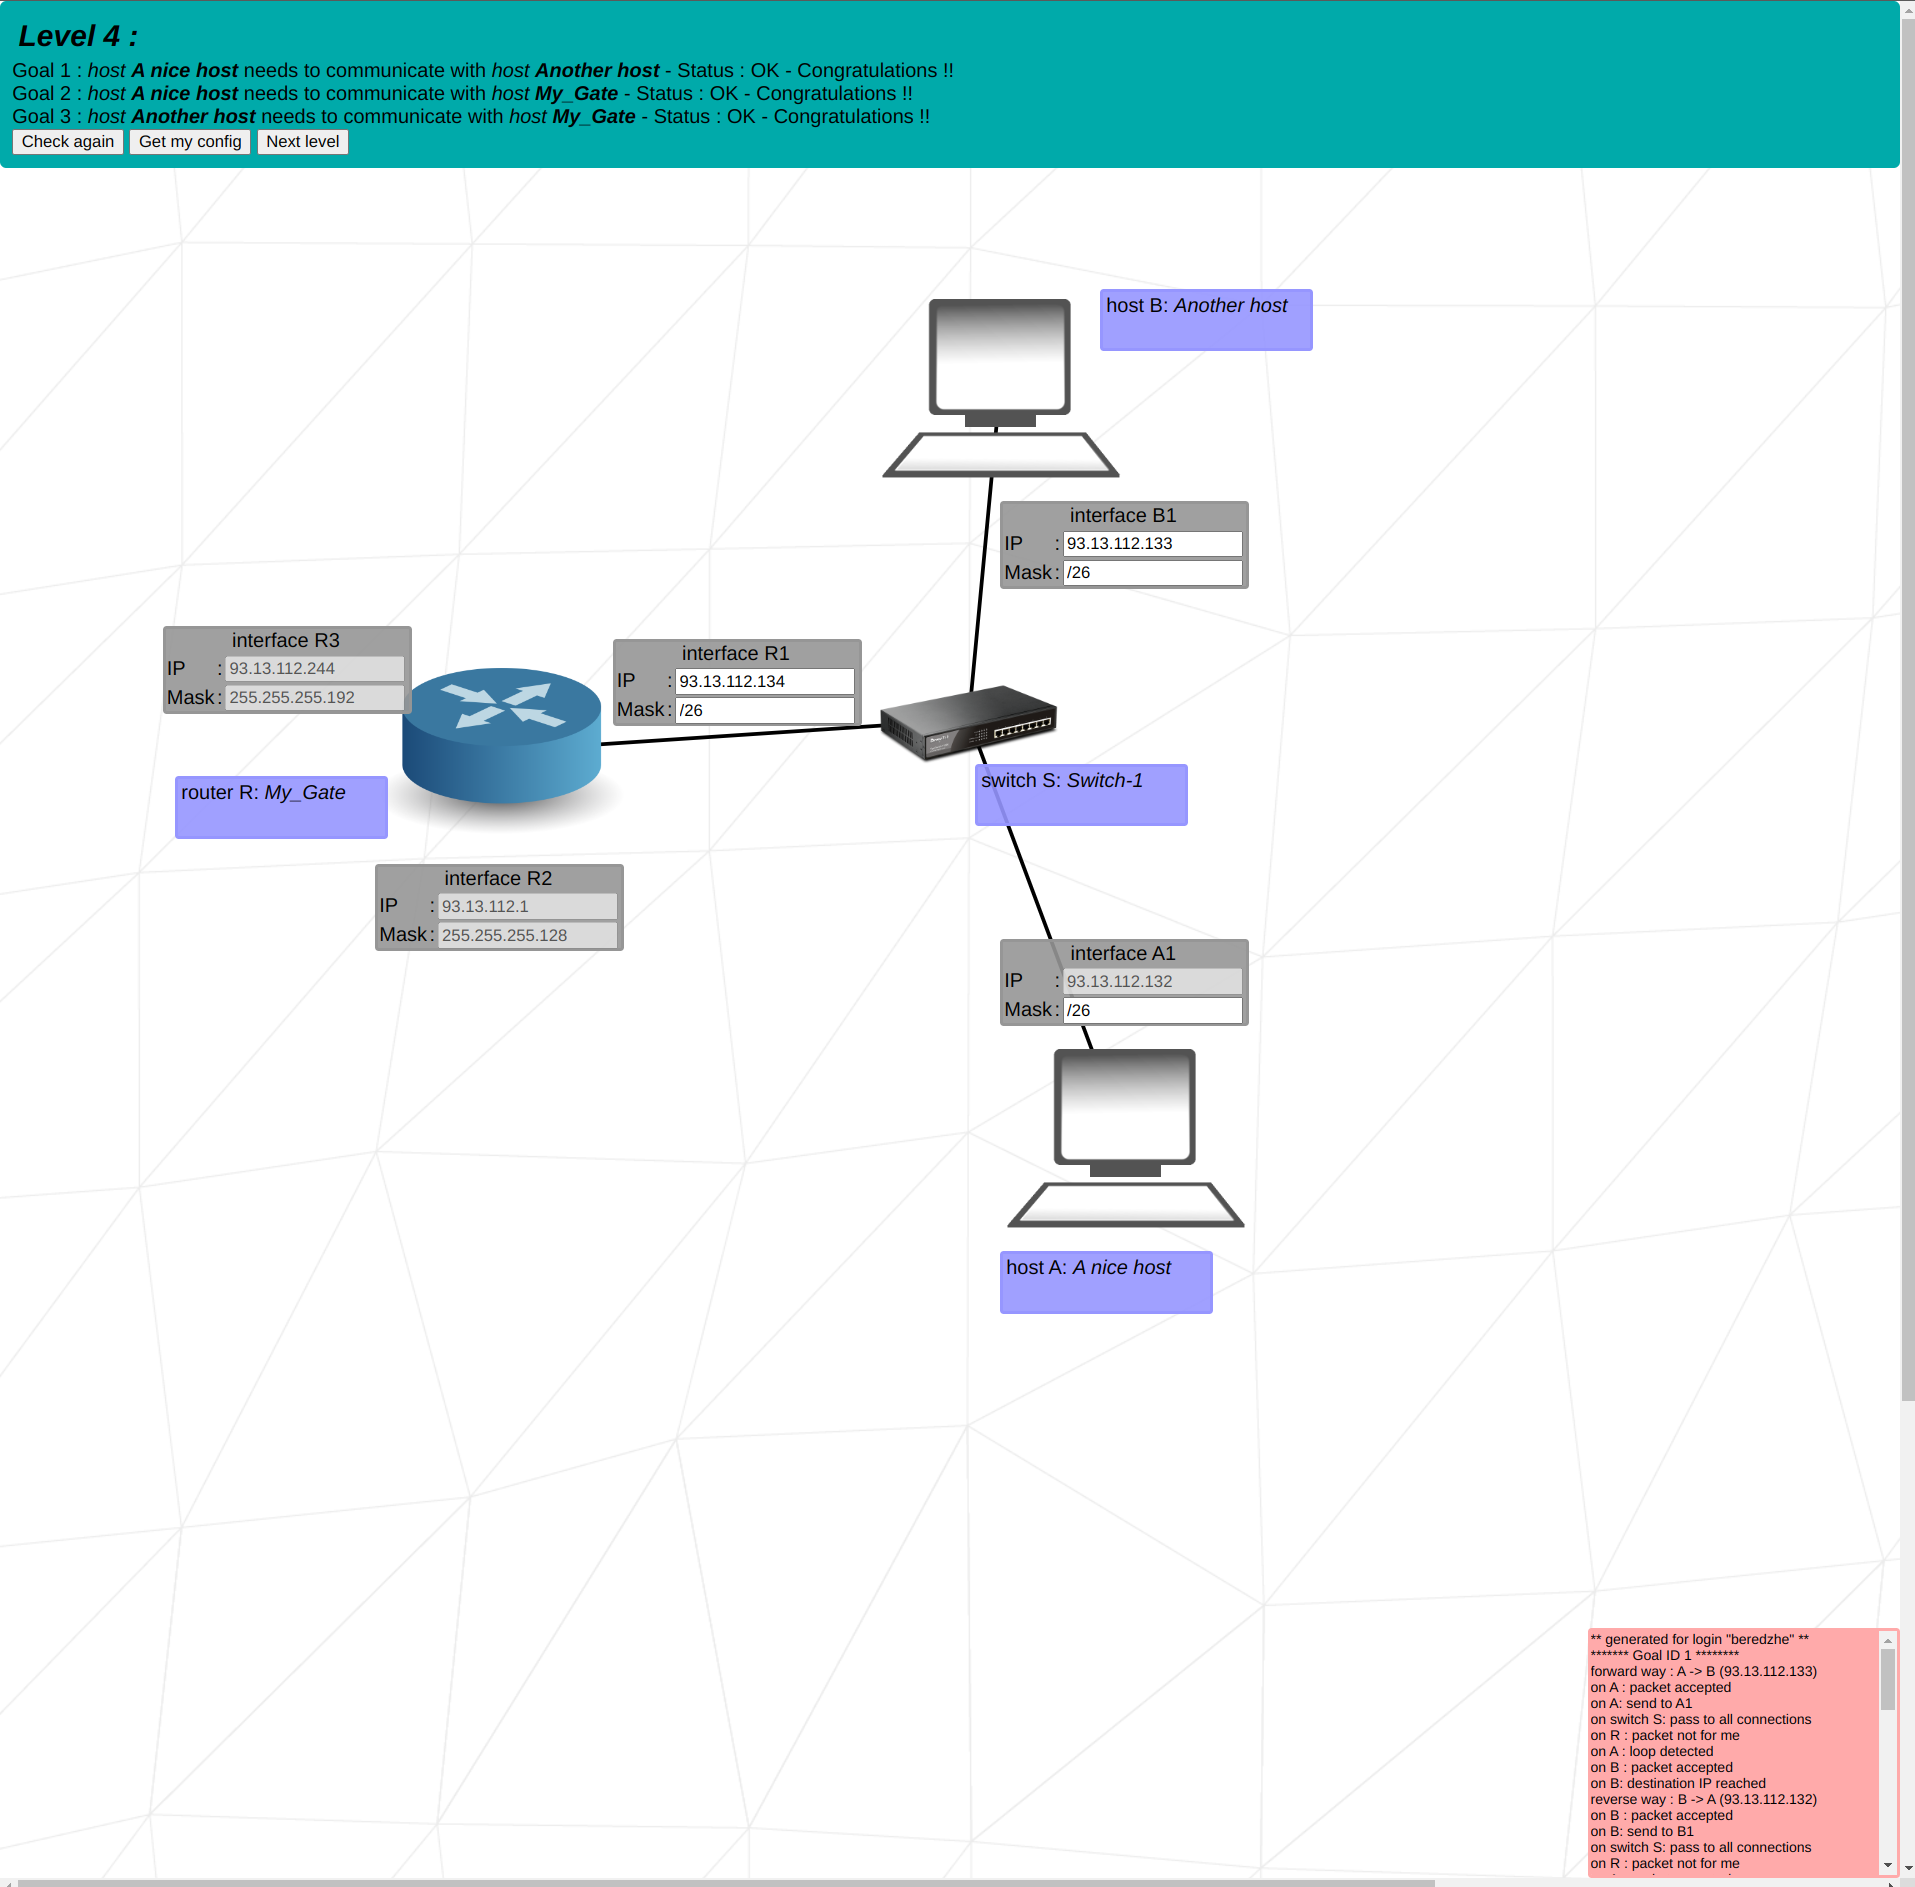 Level 4 :
Goal 1 : host A nice host needs to communicate with host Another host - Status : OK - Congratulations !!
Goal 2 : host A nice host needs to communicate with host My_Gate - Status : OK - Congratulations !!
Goal 3 : host Another host needs to communicate with host My_Gate - Status : OK - Congratulations !!
Check again Get my config Next level
host B: Another host
interface B1
IP : 93.13.112.133
Mask : /26
interface R3
IP : 93.13.112.244
Mask : 255.255.255.192
interface R1
IP : 93.13.112.134
Mask : /26
router R: My_Gate
switch S: Switch-1
interface R2
IP : 93.13.112.1
Mask : 255.255.255.128
interface A1
IP : 93.13.112.132
Mask : /26
host A: A nice host
** generated for login "beredzhe" **
******* Goal ID 1 ********
forward way : A -> B (93.13.112.133)
on A : packet accepted
on A: send to A1
on switch S: pass to all connections
on R : packet not for me
on A : loop detected
on B : packet accepted
on B: destination IP reached
reverse way : B -> A (93.13.112.132)
on B : packet accepted
on B: send to B1
on switch S: pass to all connections
on R : packet not for me